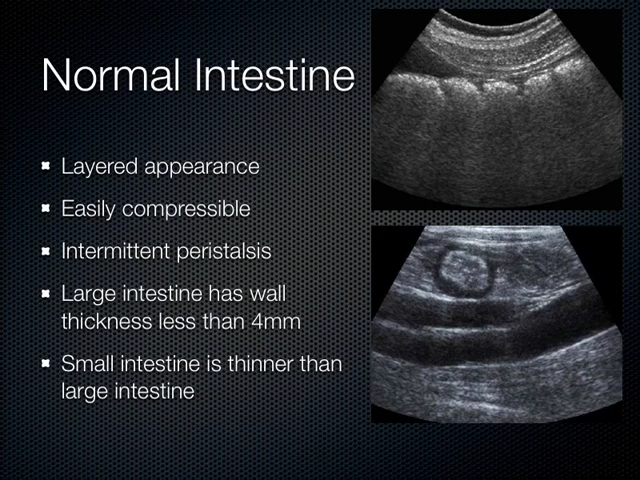 Normal Intestine
Layered appearance
Easily compressible
Intermittent peristalsis
Large intestine has wall
thickness less than 4mm
Small intestine is thinner than
large intestine